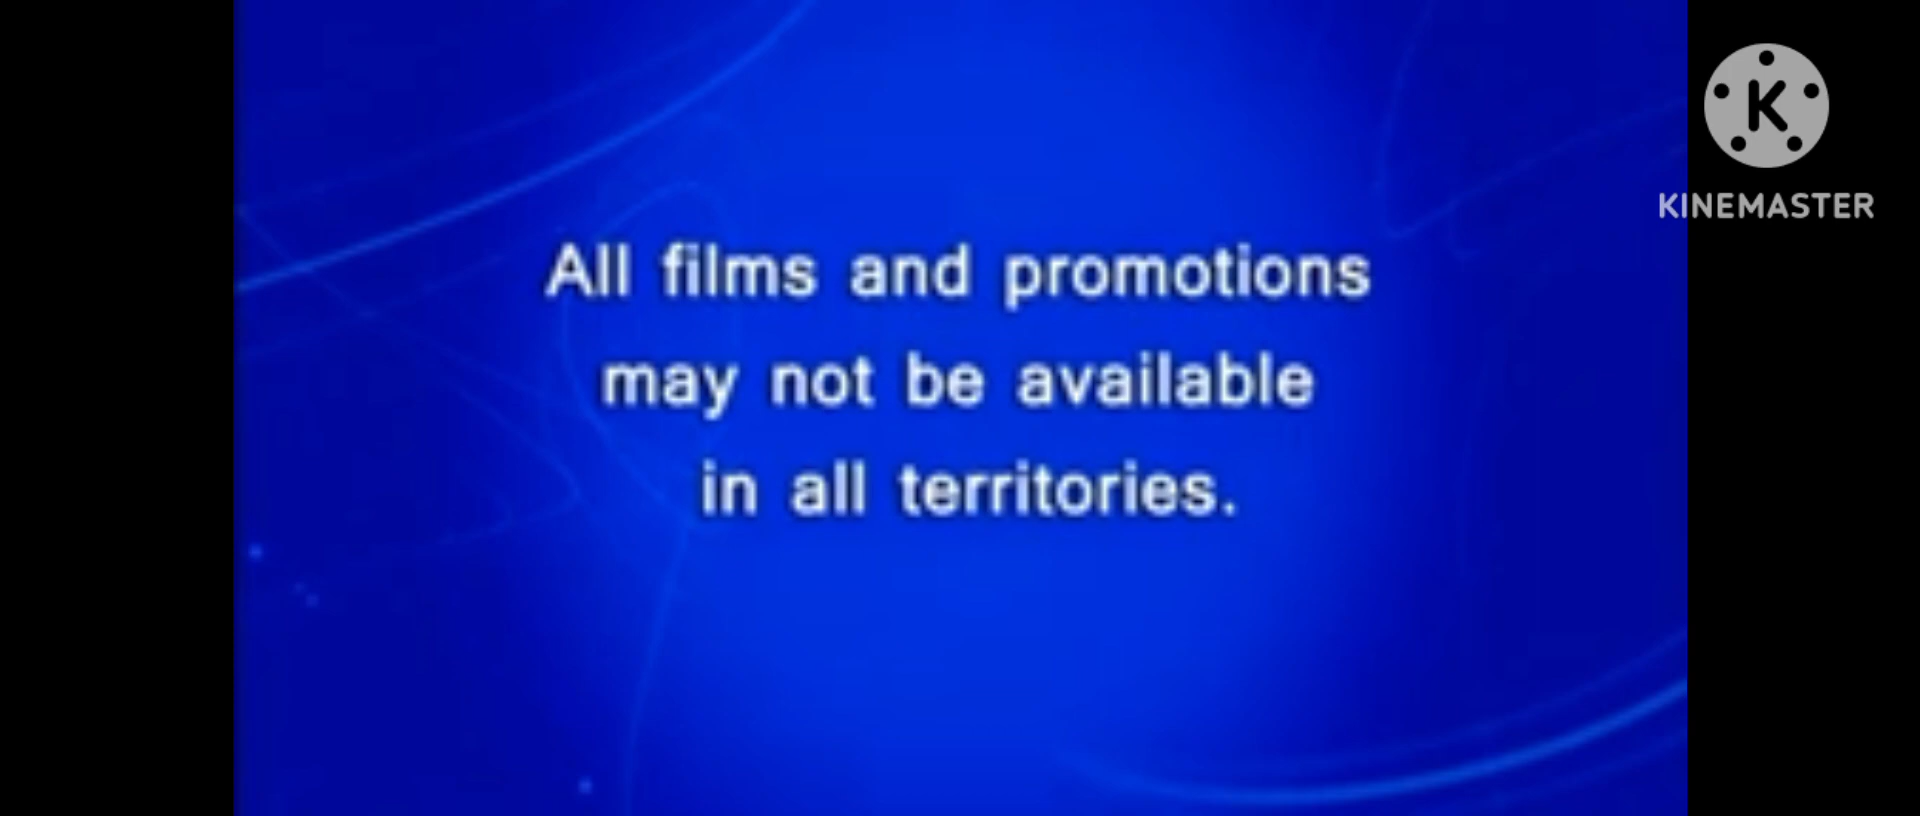 All films and promotions
may not be available
in all territories.
K
KINEMASTER